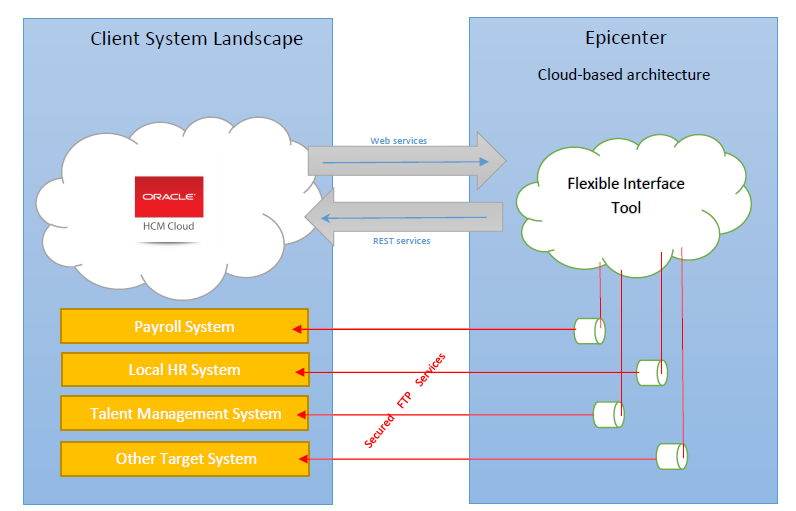 Client System Landscape
Epicenter
Cloud-based architecture
Web services
ORACLE®
HCM Cloud
Flexible Interface
Tool
REST services
Payroll System
Local HR System
Talent Management System
Other Target System
Secured FTP Services